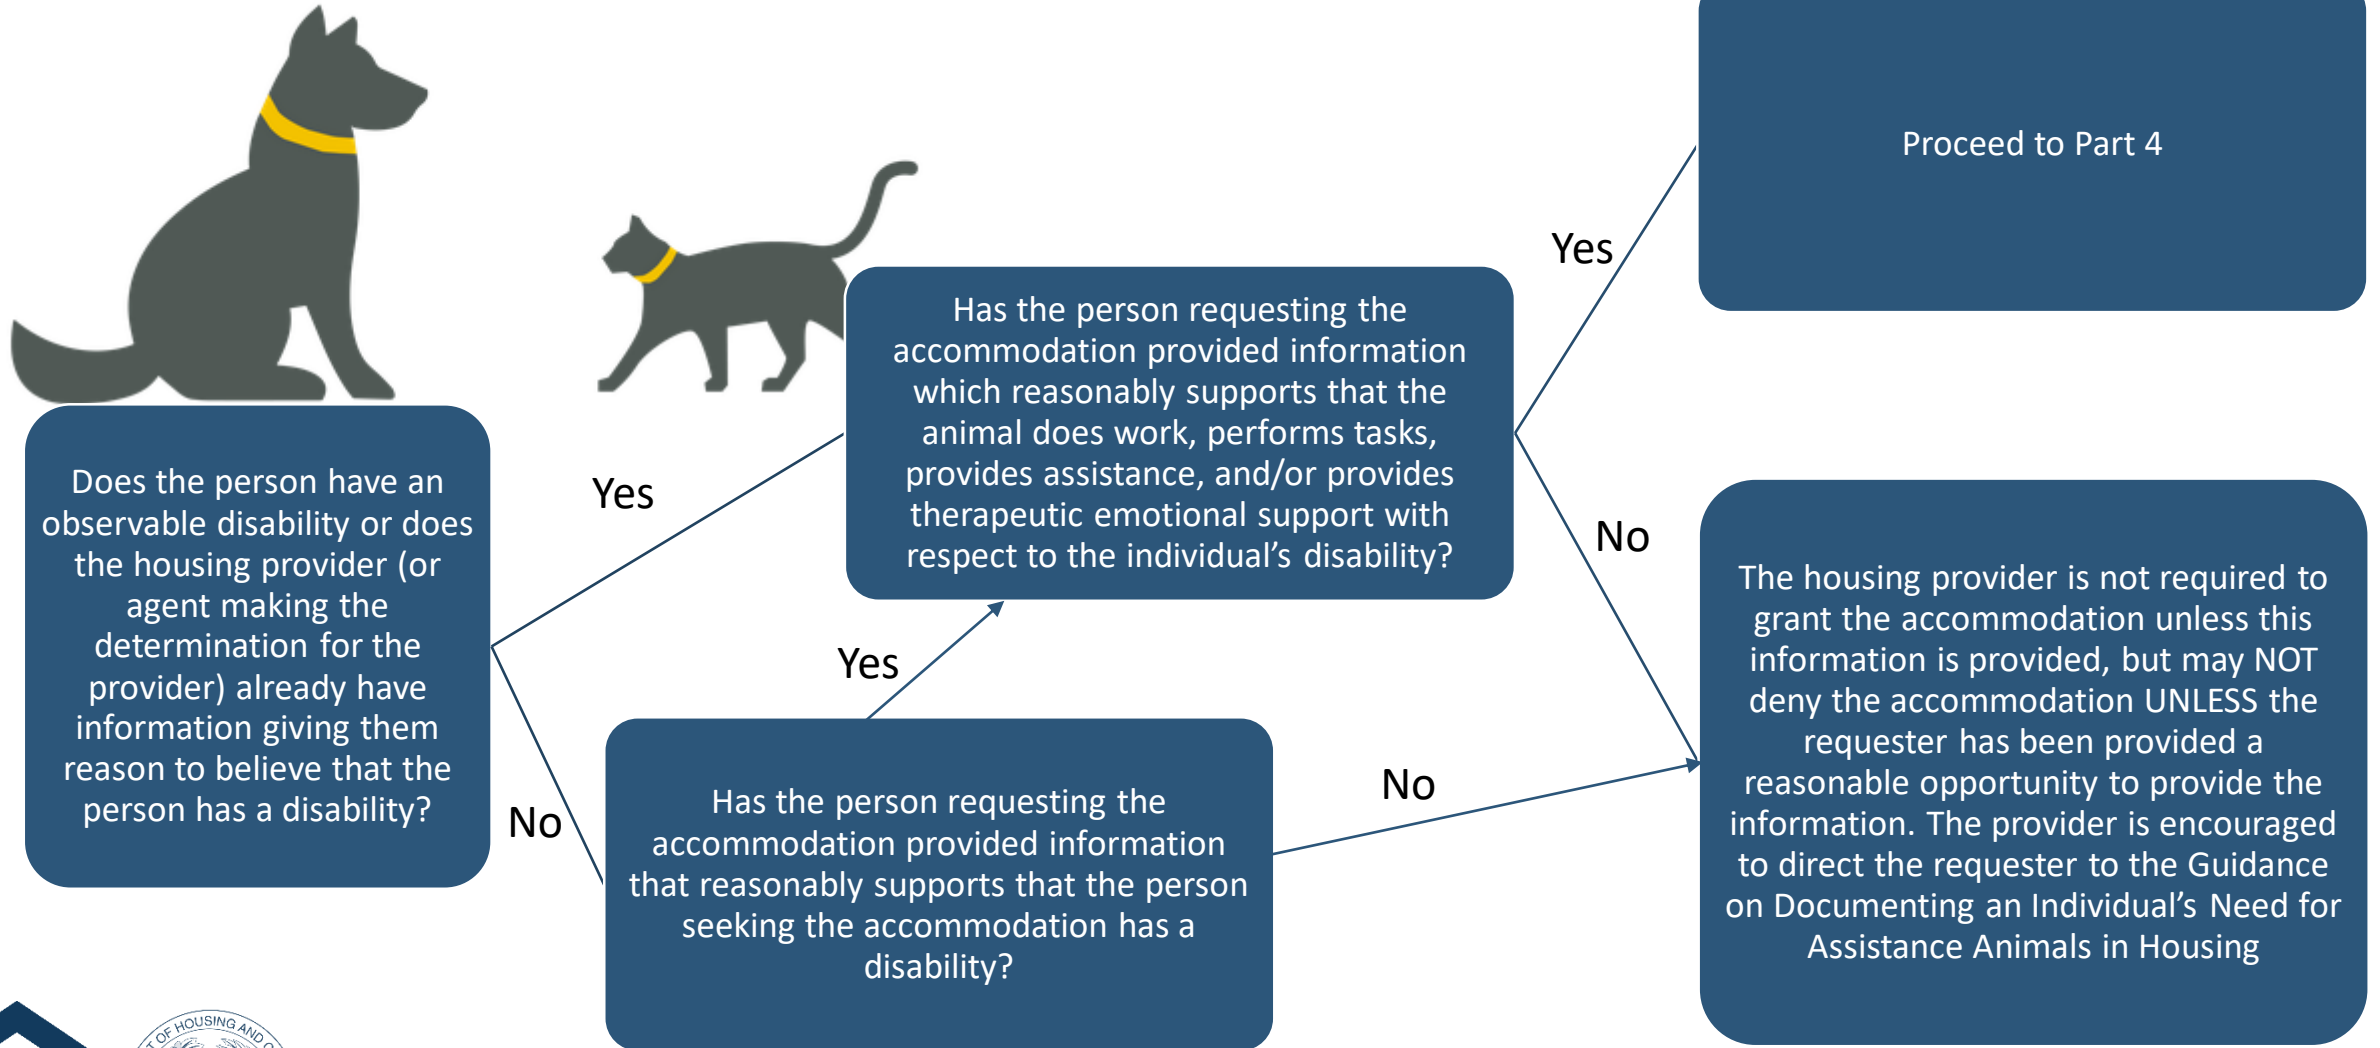 Does the person have an
observable disability or does
the housing provider (or
agent making the
determination for the
provider) already have
information giving them
reason to believe that the
person has a disability?
Yes
No
Has the person requesting the
accommodation provided information
which reasonably supports that the
animal does work, performs tasks,
provides assistance, and/or provides
therapeutic emotional support with
respect to the individual’s disability?
Yes
Has the person requesting the
accommodation provided information
that reasonably supports that the person
seeking the accommodation has a
disability?
Yes
No
No
Proceed to Part 4
The housing provider is not required to
grant the accommodation unless this
information is provided, but may NOT
deny the accommodation UNLESS the
requester has been provided a
reasonable opportunity to provide the
information. The provider is encouraged
to direct the requester to the Guidance
on Documenting an Individual’s Need for
Assistance Animals in Housing
OF HOUSING AND